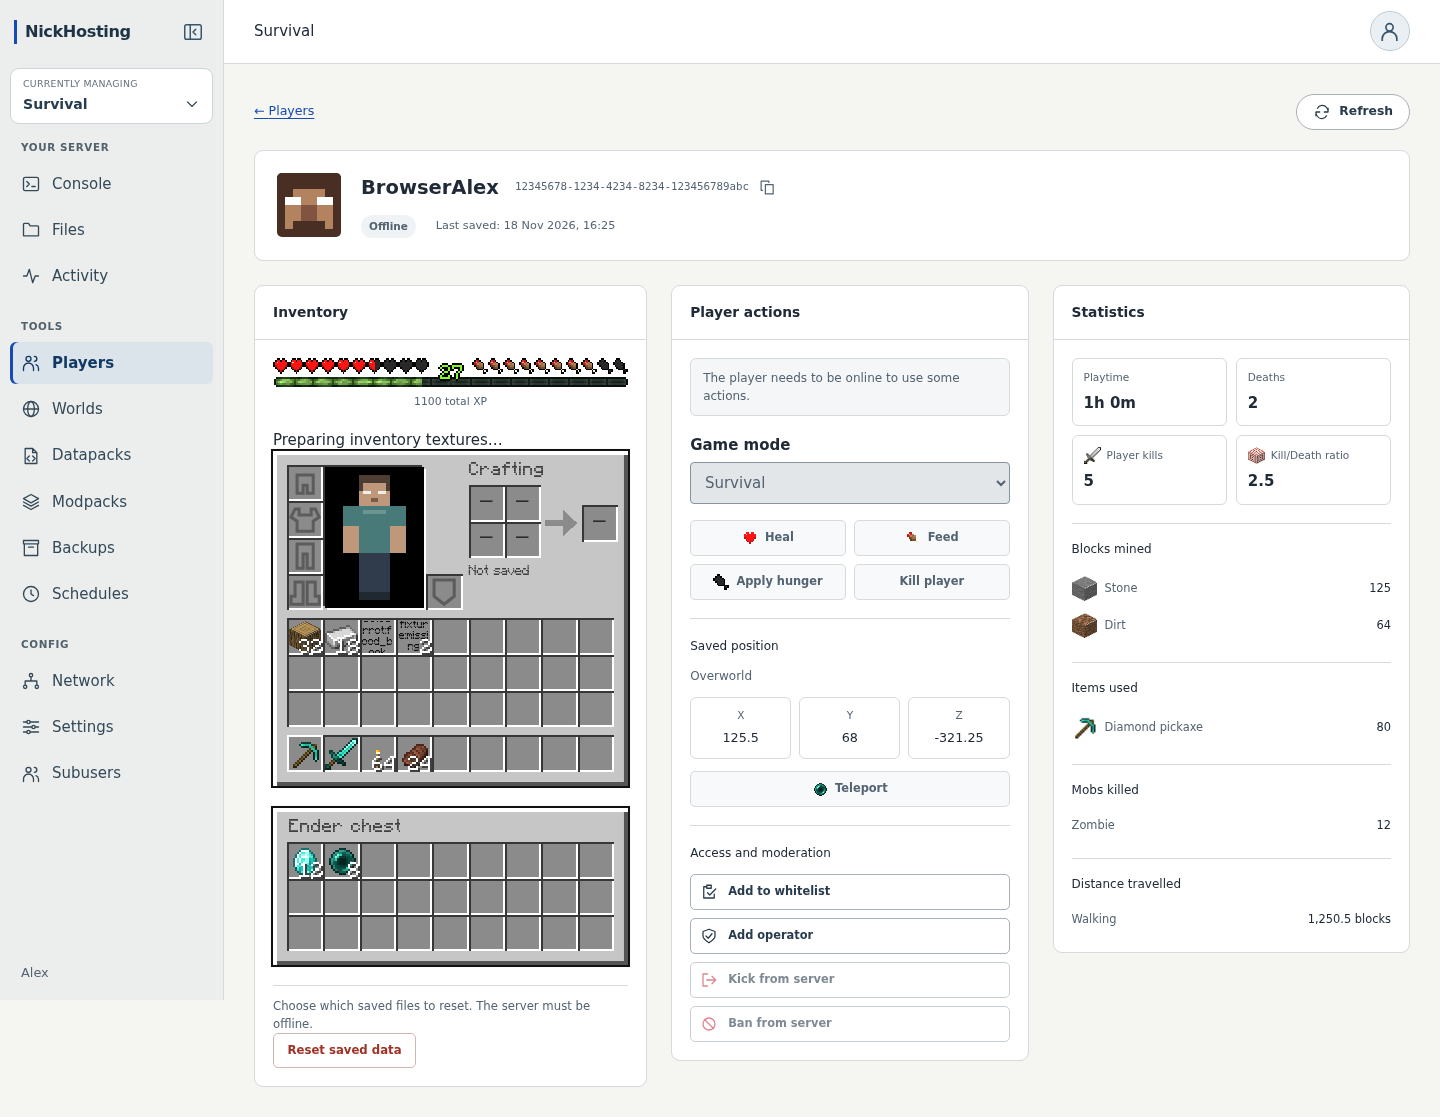 NickHosting
Survival
CURRENTLY MANAGING
Survival
YOUR SERVER
Console
Files
Activity
TOOLS
Players
Worlds
Datapacks
Modpacks
Backups
Schedules
CONFIG
Network
Settings
Subusers
Alex
← Players
Refresh
BrowserAlex
12345678-1234-4234-8234-123456789abc
Offline
Last saved: 18 Nov 2026, 16:25
Inventory
27
1100 total XP
Preparing inventory textures...
Crafting
— —
—
— —
Not saved
32
fixtur
e:missi
2
64
24
Ender chest
12
8
Choose which saved files to reset. The server must be
offline.
Reset saved data
Player actions
The player needs to be online to use some
actions.
Game mode
Survival
Heal
Feed
Apply hunger
Kill player
Saved position
Overworld
X
125.5
Y
68
Z
-321.25
Teleport
Access and moderation
Add to whitelist
Add operator
Kick from server
Ban from server
Statistics
Playtime
1h 0m
Deaths
2
Player kills
5
Kill/Death ratio
2.5
Blocks mined
Stone 125
Dirt 64
Items used
Diamond pickaxe 80
Mobs killed
Zombie 12
Distance travelled
Walking 1,250.5 blocks